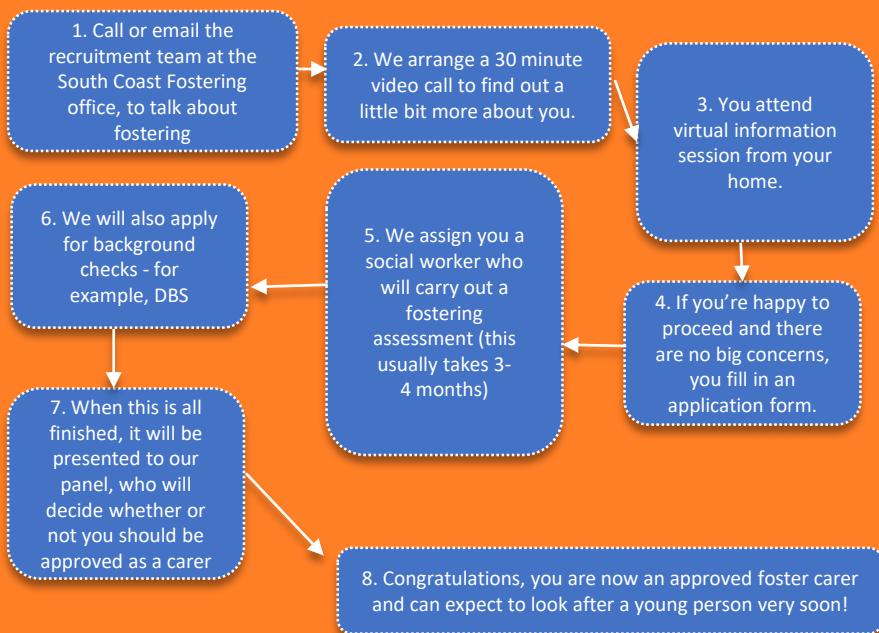 1. Call or email the
recruitment team at the
South Coast Fostering
office, to talk about
fostering
2. We arrange a 30 minute
video call to find out a
little bit more about you.
3. You attend
virtual information
session from your
home.
4. If you’re happy to
proceed and there
are no big concerns,
you fill in an
application form.
5. We assign you a
social worker who
will carry out a
fostering
assessment (this
usually takes 3-
4 months)
6. We will also apply
for background
checks - for
example, DBS
7. When this is all
finished, it will be
presented to our
panel, who will
decide whether or
not you should be
approved as a carer
8. Congratulations, you are now an approved foster carer
and can expect to look after a young person very soon!